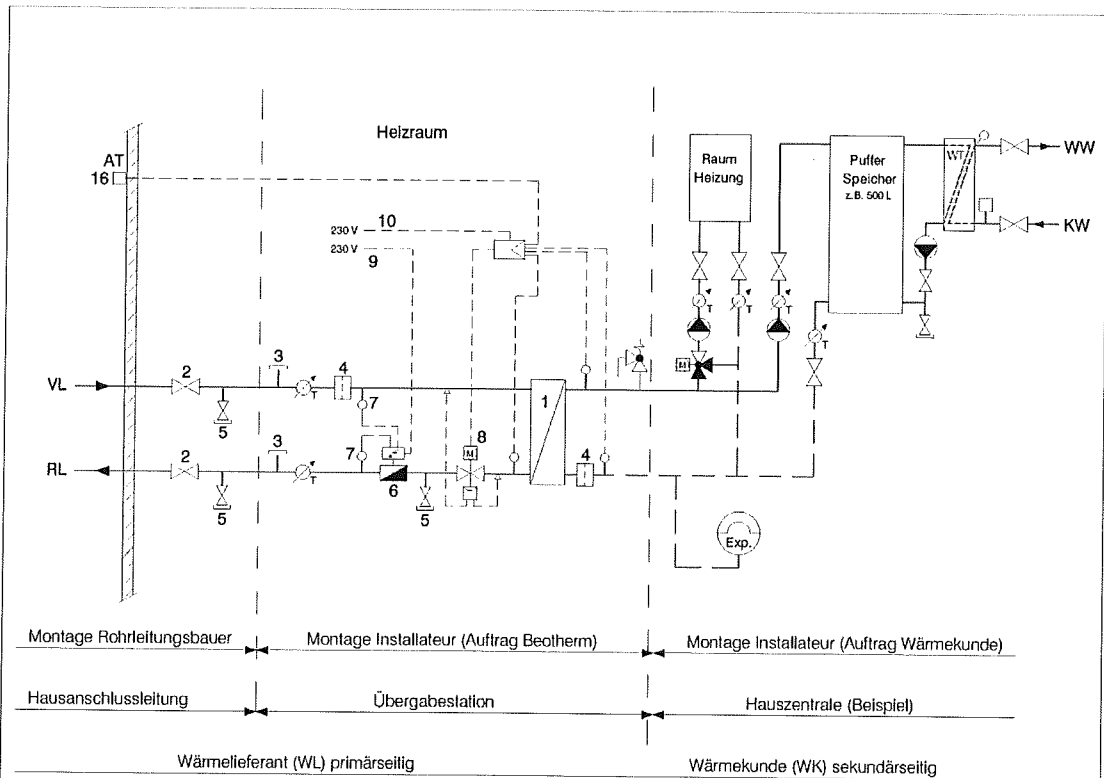 Heizraum
AT
16
10
230 V
230 V
9
Raum
Heizung
Puffer
Speicher
z.B. 500 L
WT
WW
KW
T
T
T
T
M
VL
2
3
4
T
5
7
1
8
M
RL
2
3
T
5
7
6
5
4
Exp.
Montage Rohrleitungsbauer
Montage Installateur (Auftrag Beotherm)
Montage Installateur (Auftrag Wärmekunde)
Hausanschlussleitung
Übergabestation
Hauszentrale (Beispiel)
Wärmelieferant (WL) primärseitig
Wärmekunde (WK) sekundärseitig